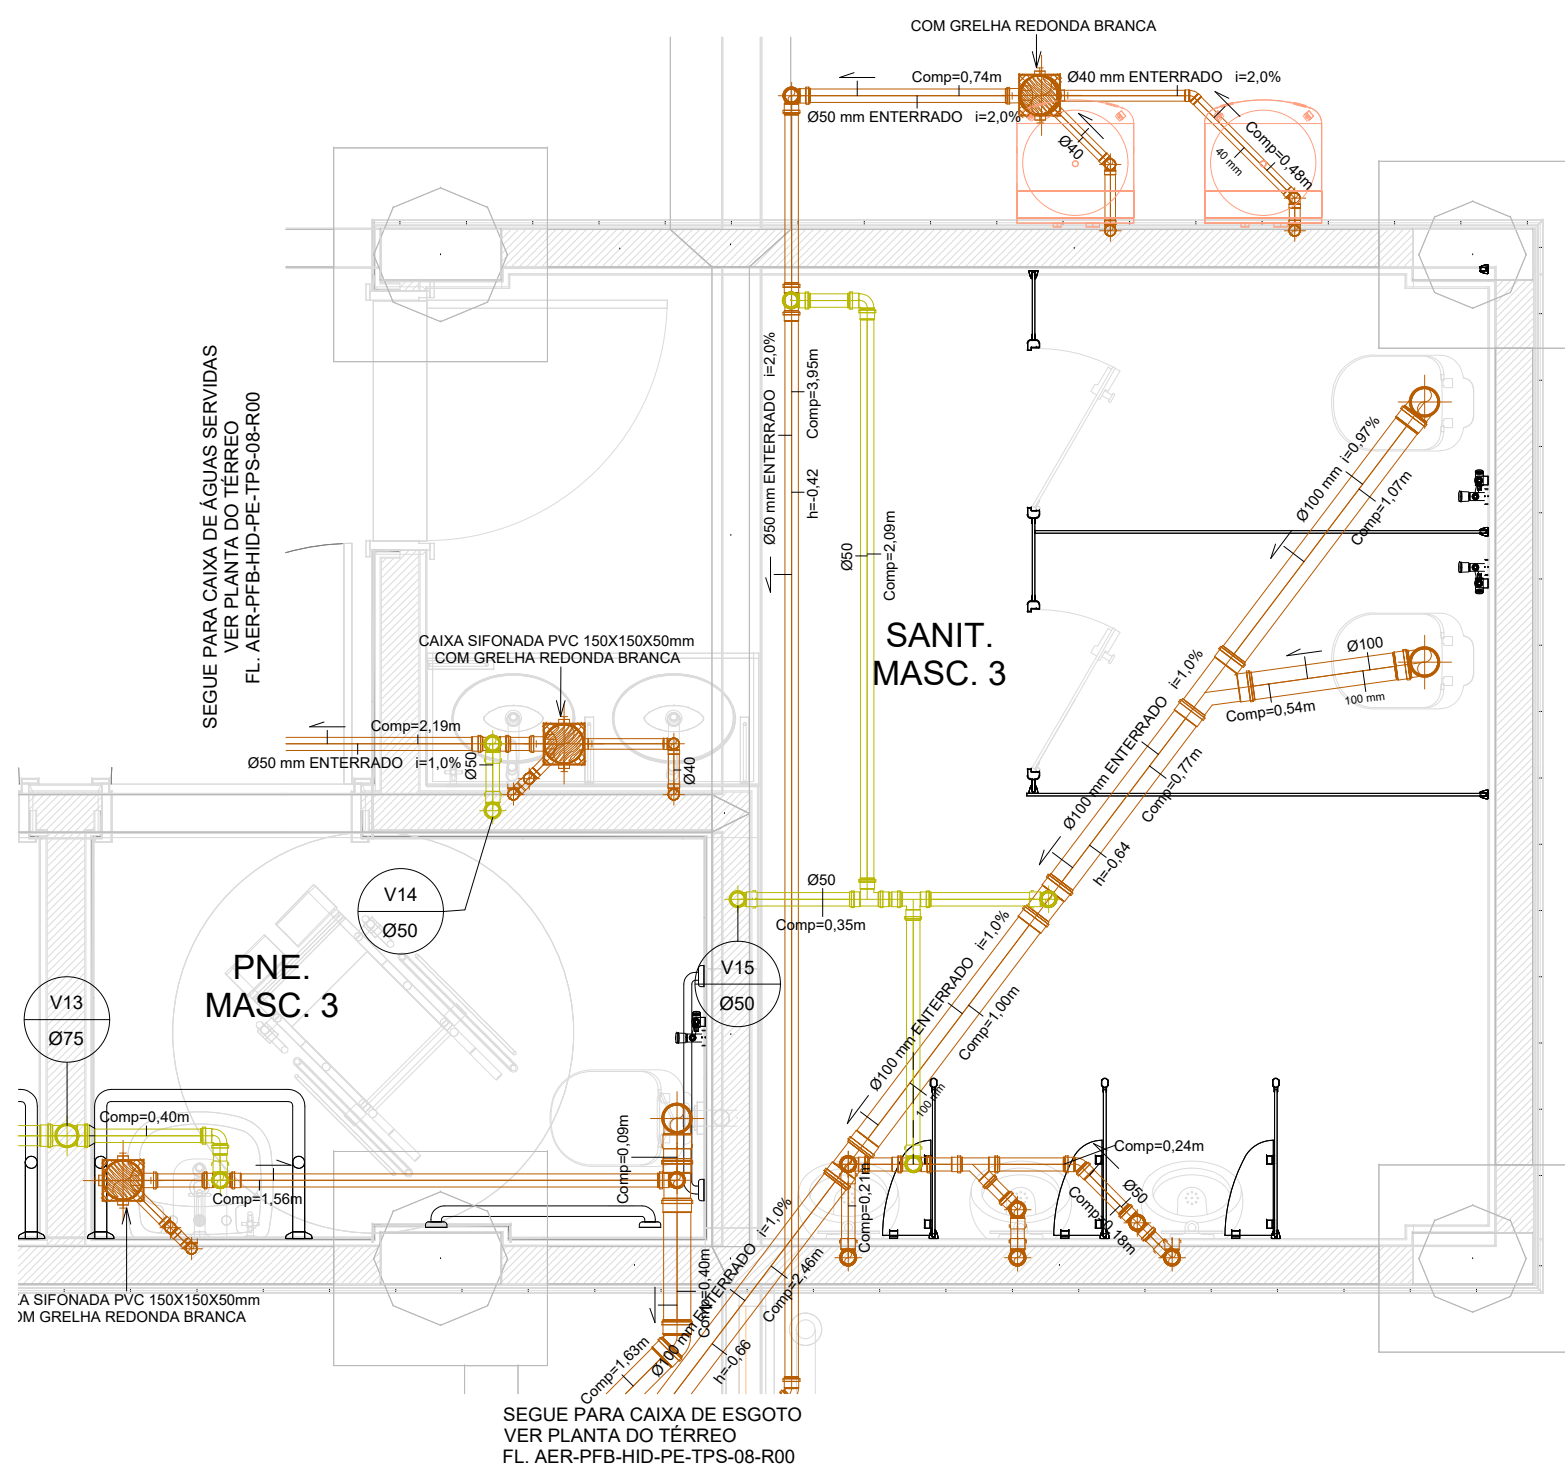 COM GRELHA REDONDA BRANCA
Comp=0,74m
Ø40 mm ENTERRADO i=2,0%
Ø50 mm ENTERRADO i=2,0%
Ø40
Comp=0,48m
40 mm
SEGUE PARA CAIXA DE ÁGUAS SERVIDAS
VER PLANTA DO TÉRREO
FL. AER-PFB-HID-PE-TPS-08-R00
Ø50 mm ENTERRADO i=2,0%
Comp=3,95m
h=-0,42
Ø50
Comp=2,09m
Ø100 mm i=0,97%
Comp=1,07m
CAIXA SIFONADA PVC 150X150X50mm
COM GRELHA REDONDA BRANCA
SANIT.
MASC. 3
Ø100
100 mm
Comp=0,54m
Comp=2,19m
Ø50 mm ENTERRADO i=1,0%
Ø50
Ø40
Ø100 mm ENTERRADO i=1,0%
Comp=0,77m
h=-0,64
V14
Ø50
Ø50
Comp=0,35m
PNE.
MASC. 3
V15
Ø50
V13
Ø75
Ø100 mm ENTERRADO i=1,0%
Comp=1,00m
100 mm
Comp=0,40m
Comp=1,56m
Comp=0,09m
Comp=0,21m
Comp=0,24m
Ø50
Comp=0,18m
Comp=0,40m
Ø100 mm ENTERRADO i=1,0%
Comp=2,46m
h=-0,66
Comp=1,63m
A SIFONADA PVC 150X150X50mm
OM GRELHA REDONDA BRANCA
SEGUE PARA CAIXA DE ESGOTO
VER PLANTA DO TÉRREO
FL. AER-PFB-HID-PE-TPS-08-R00